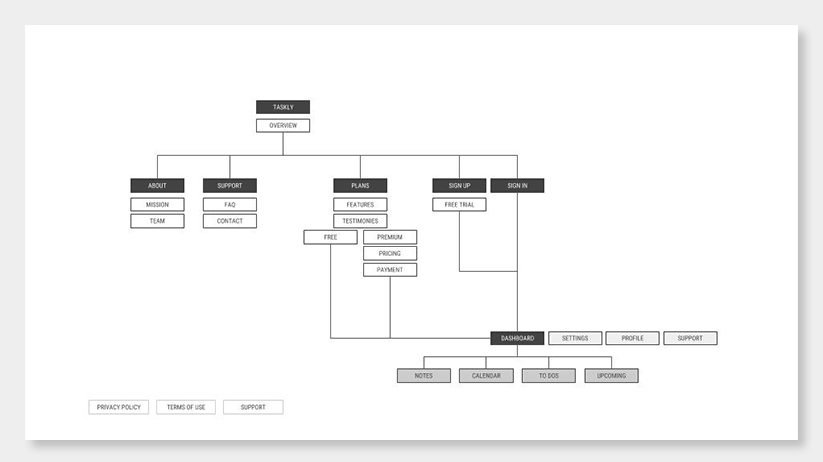 TASKLY
OVERVIEW
ABOUT
SUPPORT
PLANS
SIGN UP
SIGN IN
MISSION
FAQ
FEATURES
FREE TRIAL
TEAM
CONTACT
TESTIMONIES
FREE
PREMIUM
PRICING
PAYMENT
DASHBOARD
SETTINGS
PROFILE
SUPPORT
NOTES
CALENDAR
TO DOS
UPCOMING
PRIVACY POLICY
TERMS OF USE
SUPPORT